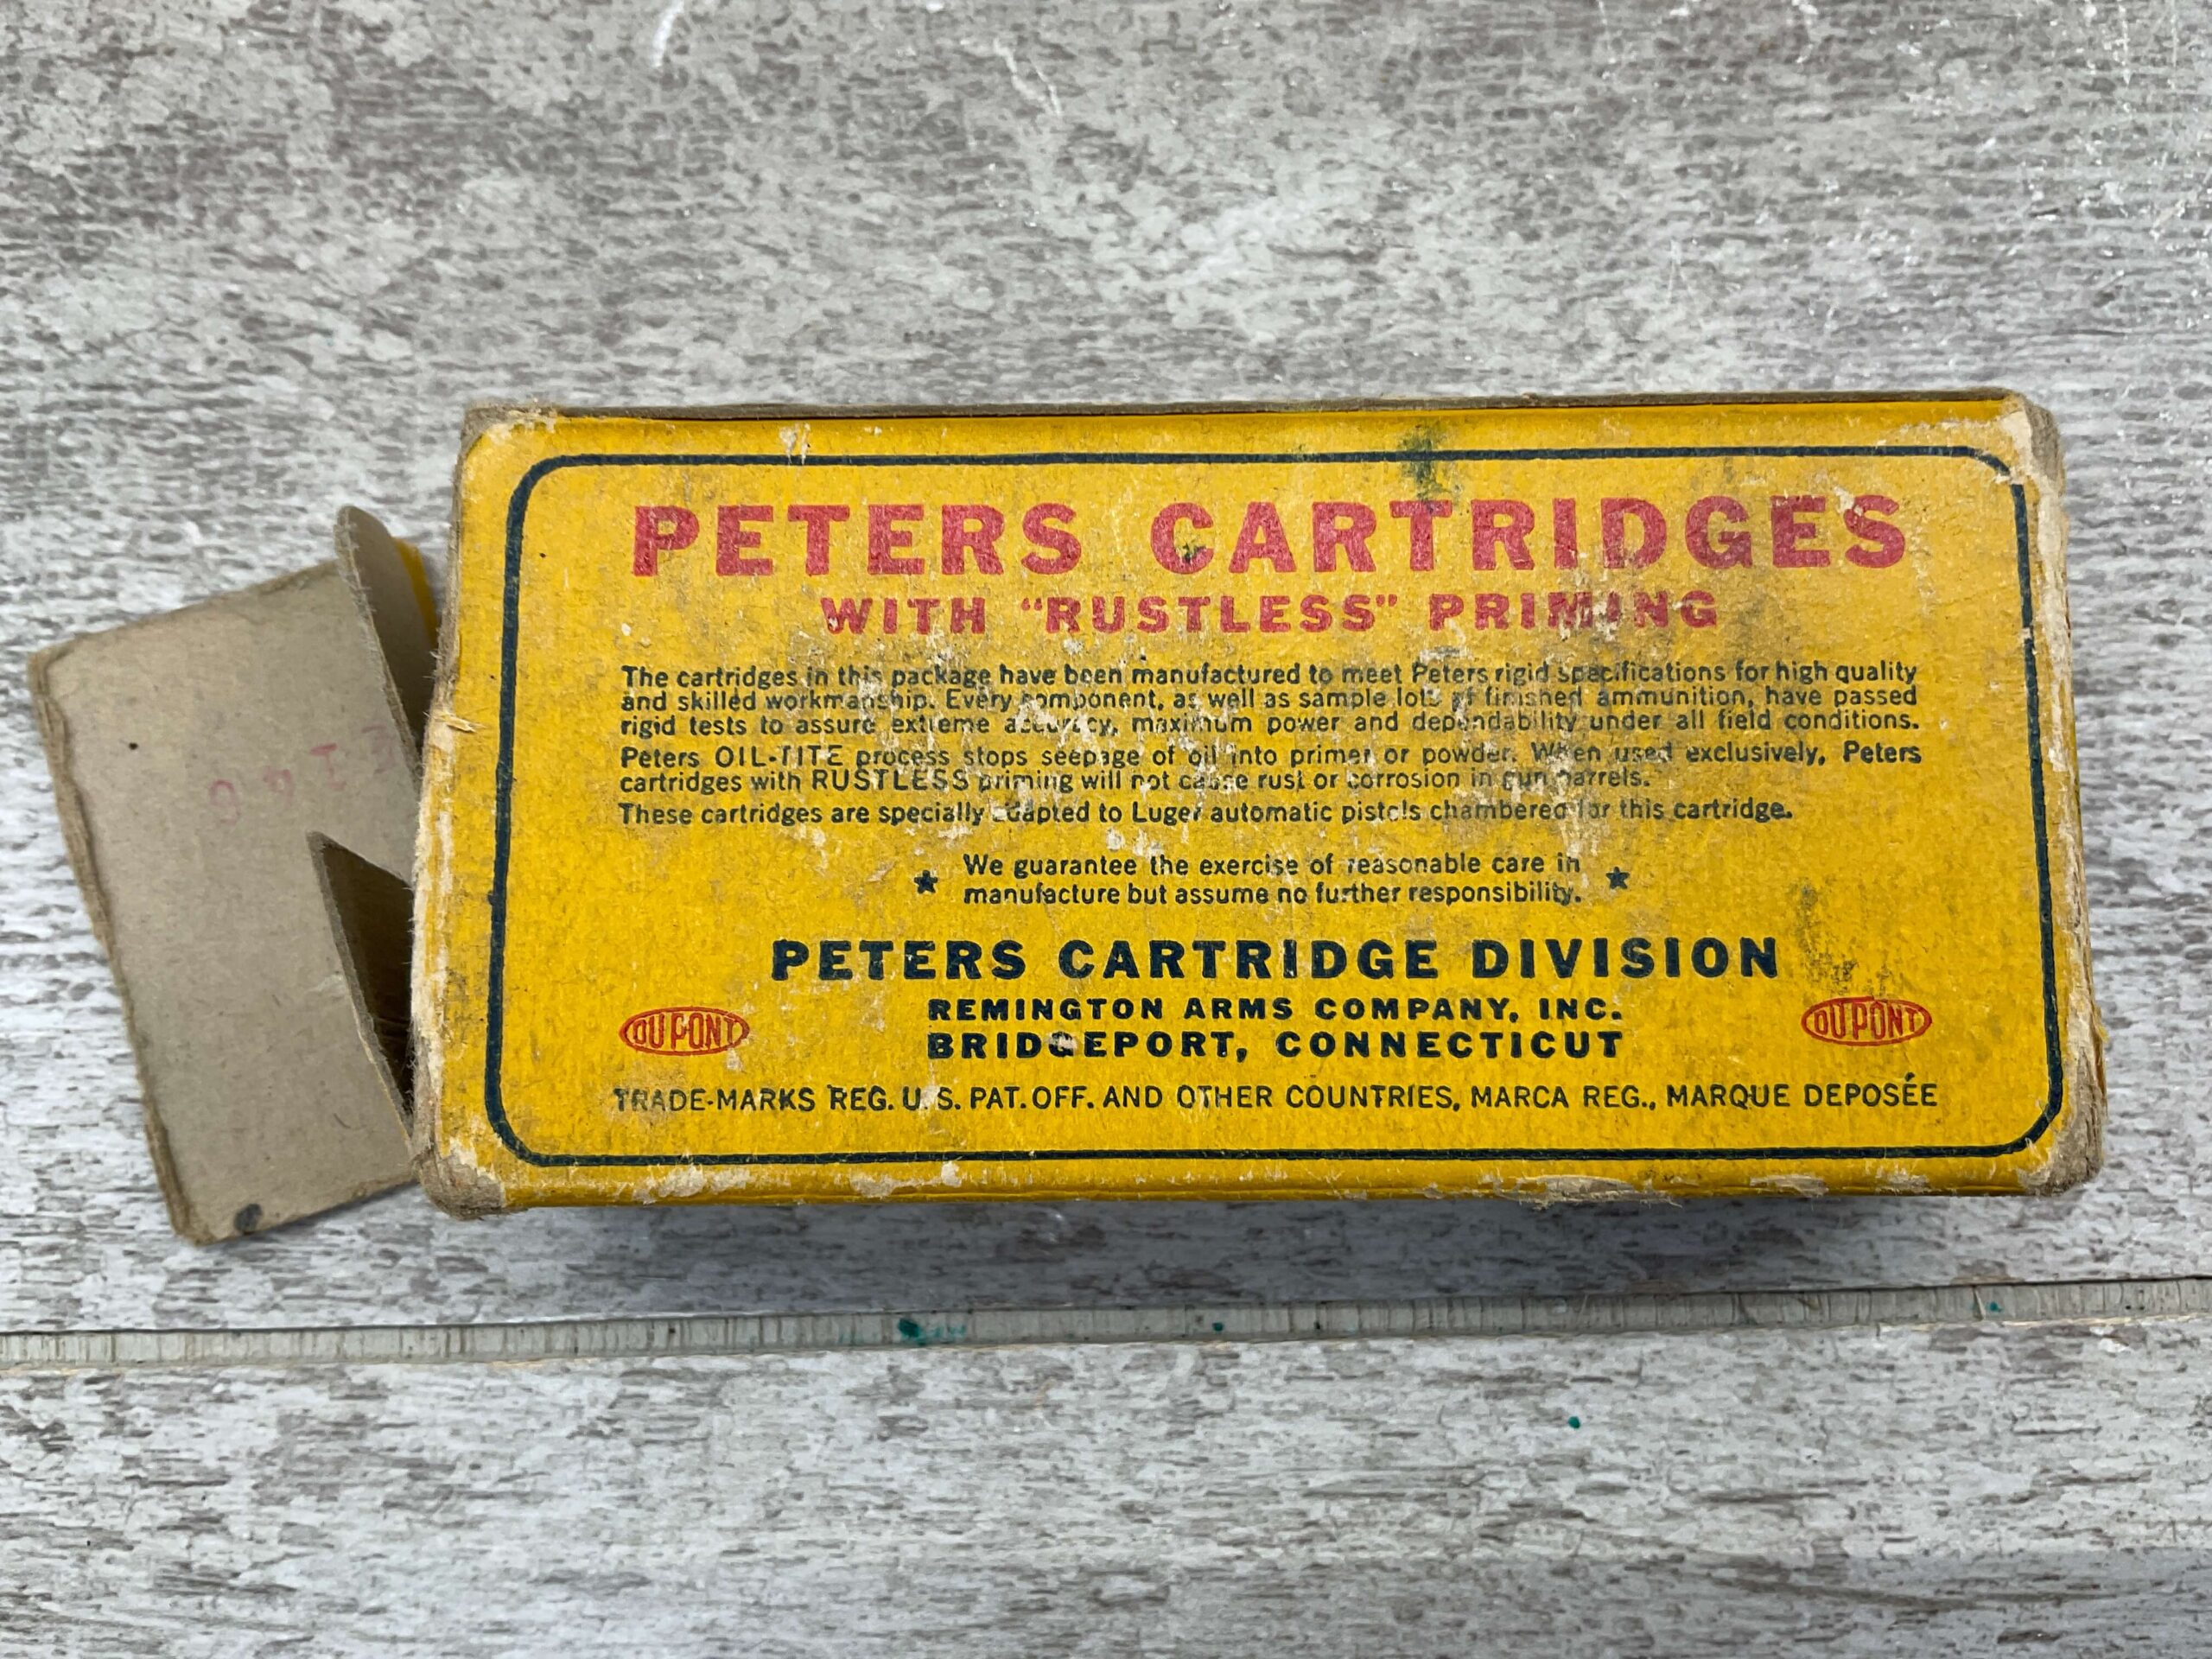 PETERS CARTRIDGES
WITH "RUSTLESS" PRIMING
The cartridges in this package have been manufactured to meet Peters rigid specifications for high quality
and skilled workmanship. Every component, as well as sample lots of finished ammunition, have passed
rigid tests to assure extreme accuracy, maximum power and dependability under all field conditions.
Peters OIL-TITE process stops seepage of oil into primer or powder. When used exclusively, Peters
cartridges with RUSTLESS priming will not cause rust or corrosion in gun barrels.
These cartridges are specially adapted to Luger automatic pistols chambered for this cartridge.
★ We guarantee the exercise of reasonable care in ★
manufacture but assume no further responsibility.
PETERS CARTRIDGE DIVISION
REMINGTON ARMS COMPANY, INC.
DU PONT BRIDGEPORT, CONNECTICUT DU PONT
TRADE-MARKS REG. U. S. PAT. OFF. AND OTHER COUNTRIES, MARCA REG., MARQUE DEPOSÉE